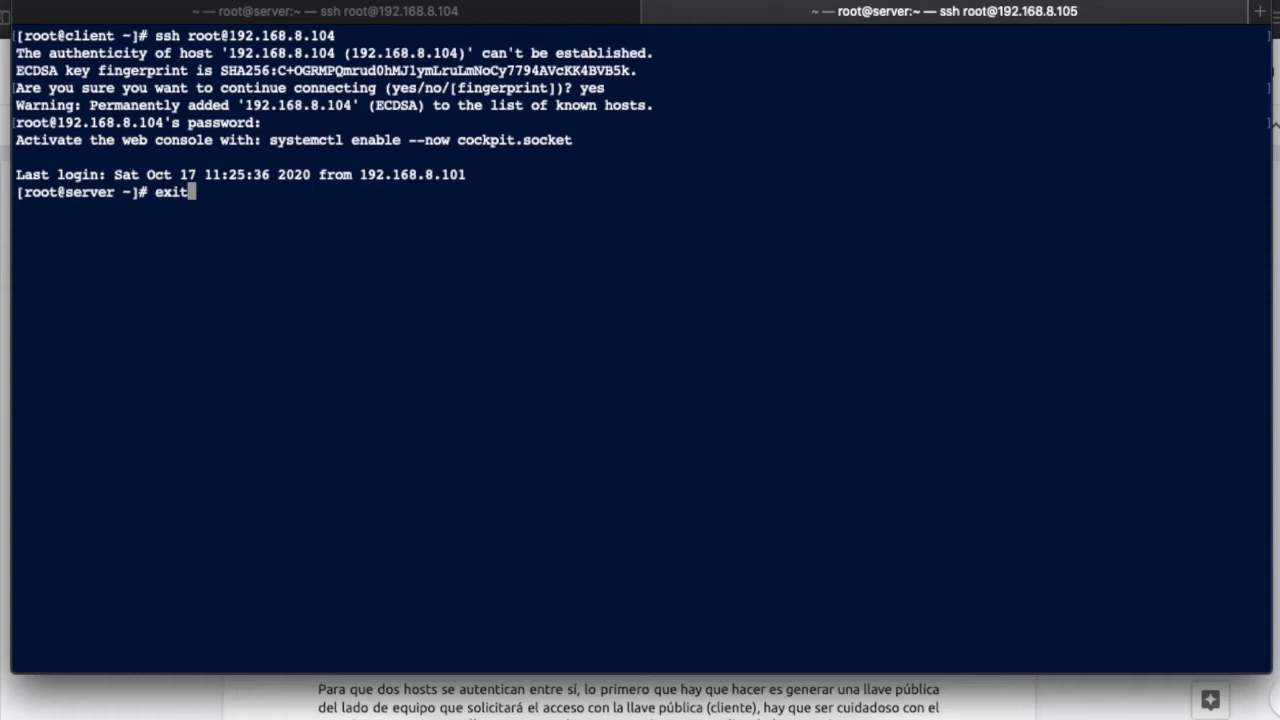 ~ — root@server:~ — ssh root@192.168.8.104
~ — root@server:~ — ssh root@192.168.8.105
[root@client ~]# ssh root@192.168.8.104
The authenticity of host '192.168.8.104 (192.168.8.104)' can't be established.
ECDSA key fingerprint is SHA256:C+OGRMPQmrud0hMJ1ymLruLmNoCy7794AVcKK4BVB5k.
Are you sure you want to continue connecting (yes/no/[fingerprint])? yes
Warning: Permanently added '192.168.8.104' (ECDSA) to the list of known hosts.
root@192.168.8.104's password:
Activate the web console with: systemctl enable --now cockpit.socket
Last login: Sat Oct 17 11:25:36 2020 from 192.168.8.101
[root@server ~]# exit
Para que dos hosts se autentican entre sí, lo primero que hay que hacer es generar una llave pública
del lado de equipo que solicitará el acceso con la llave pública (cliente), hay que ser cuidadoso con el